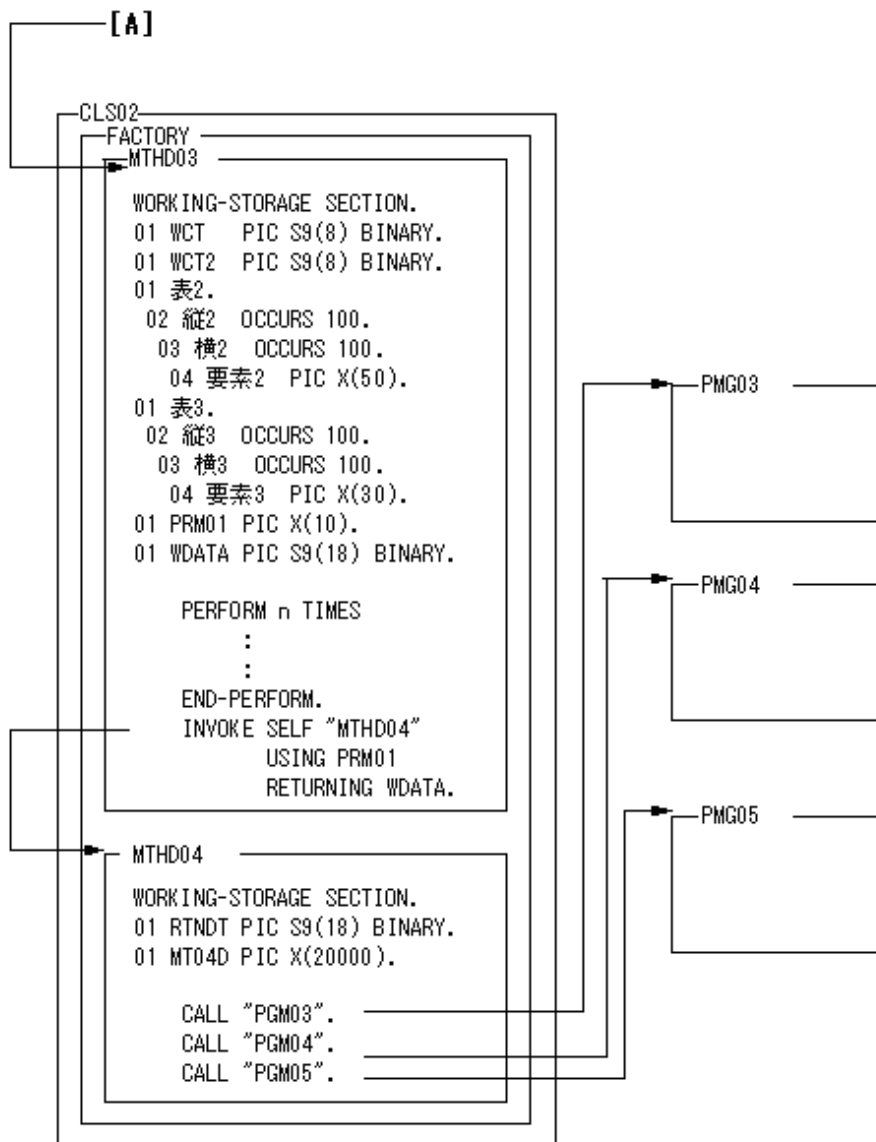 [A]
CLS02
FACTORY
MTHD03
WORKING-STORAGE SECTION.
01 WCT PIC S9(8) BINARY.
01 WCT2 PIC S9(8) BINARY.
01 表2.
02 縦2 OCCURS 100.
03 横2 OCCURS 100.
04 要素2 PIC X(50).
01 表3.
02 縦3 OCCURS 100.
03 横3 OCCURS 100.
04 要素3 PIC X(30).
01 PRM01 PIC X(10).
01 WDATA PIC S9(18) BINARY.
PERFORM n TIMES
:
:
END-PERFORM.
INVOKE SELF "MTHD04"
USING PRM01
RETURNING WDATA.
MTHD04
WORKING-STORAGE SECTION.
01 RTNDT PIC S9(18) BINARY.
01 MT04D PIC X(20000).
CALL "PGM03".
CALL "PGM04".
CALL "PGM05".
PMG03
PMG04
PMG05